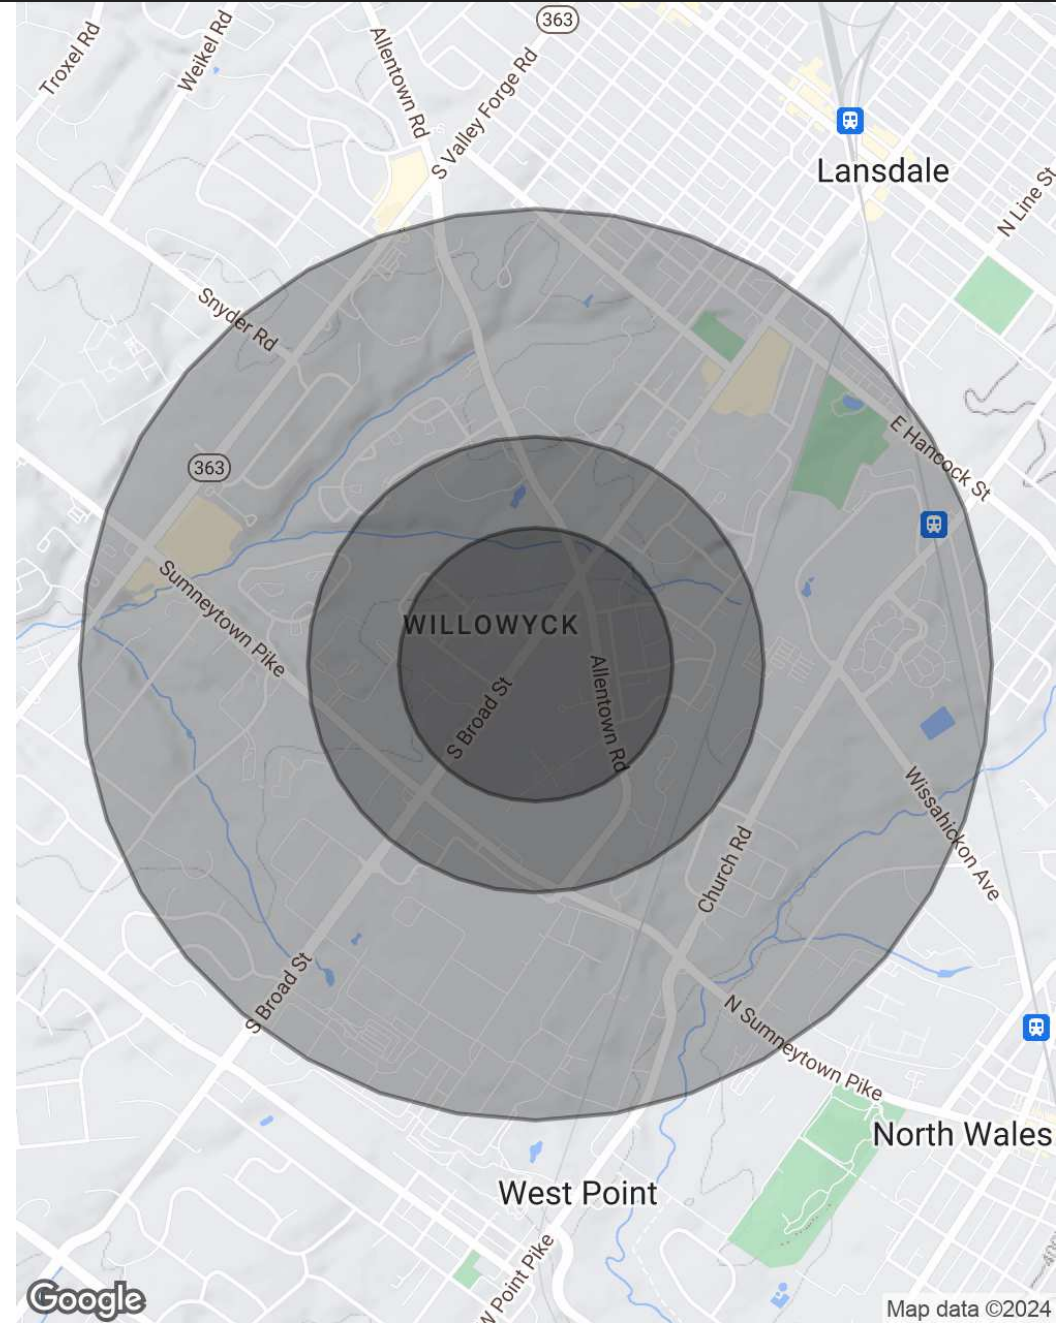 363
Troxel Rd
Weikel Rd
Allentown Rd
S Valley Forge Rd
Lansdale
N Line St
Snyder Rd
E Hancock St
363
Sumneytown Pike
WILLOWYCK
S Broad St
Allentown Rd
Wissahickon Ave
Church Rd
S Broad St
N Sumneytown Pike
North Wales
West Point
W Point Pike
Google
Map data ©2024